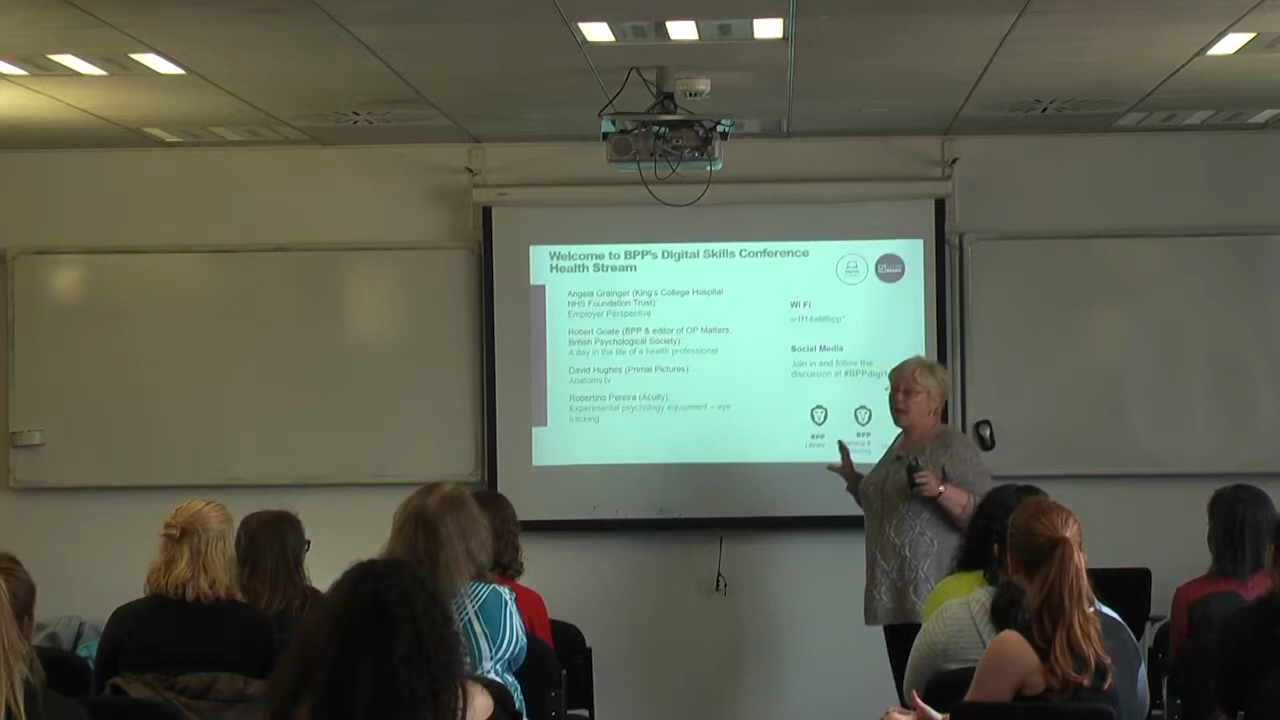 Welcome to BPP's Digital Skills Conference
Health Stream
Angela Grainger (King's College Hospital
NHS Foundation Trust)
Employer Perspective
Robert Goate (BPP & editor of OP Matters,
British Psychological Society)
A day in the life of a health professional
David Hughes (Primal Pictures)
Anatomy.tv
Robertino Pereira (Acuity)
Experimental psychology equipment – eye
tracking
Wi Fi
Social Media
Join in and follow the
discussion at #BPPdigit
BPP
Library
BPP